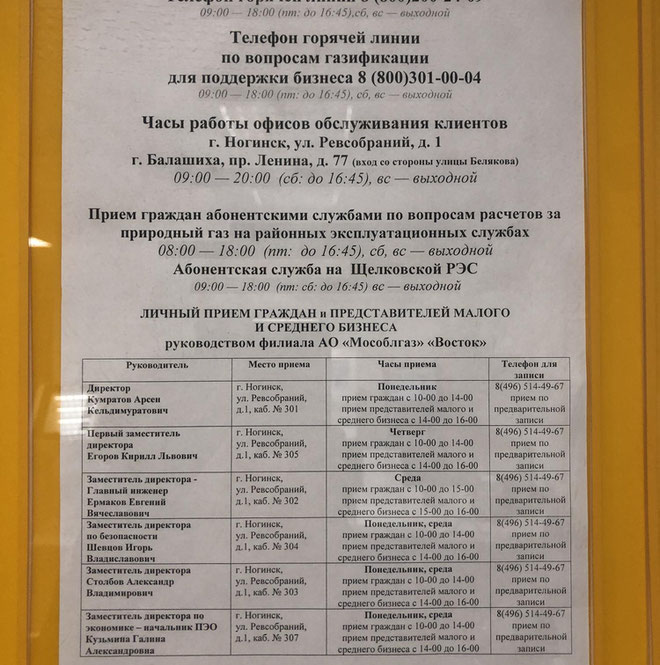 09:00 — 18:00 (пт: до 16:45), сб, вс — выходной
Телефон горячей линии
по вопросам газификации
для поддержки бизнеса 8 (800)301-00-04
09:00 — 18:00 (пт: до 16:45), сб, вс — выходной
Часы работы офисов обслуживания клиентов
г. Ногинск, ул. Ревсобраний, д. 1
г. Балашиха, пр. Ленина, д. 77 (вход со стороны улицы Белякова)
09:00 — 20:00 (сб: до 16:45), вс — выходной
Прием граждан абонентскими службами по вопросам расчетов за
природный газ на районных эксплуатационных службах
08:00 — 18:00 (пт: до 16:45), сб, вс — выходной
Абонентская служба на Щелковской РЭС
09:00 — 18:00 (пт: сб: до 16:45) вс — выходной
ЛИЧНЫЙ ПРИЕМ ГРАЖДАН и ПРЕДСТАВИТЕЛЕЙ МАЛОГО
И СРЕДНЕГО БИЗНЕСА
руководством филиала АО «Мособлгаз» «Восток»
Руководитель Место приема Часы приема Телефон для
записи
Директор г. Ногинск, Понедельник 8(496) 514-49-67
Кумратов Арсен ул. Ревсобраний, прием граждан с 10-00 до 14-00 прием по
Кельдимуратович д.1, каб. № 301 прием представителей малого и предварительной
среднего бизнеса с 14-00 до 16-00 записи
Первый заместитель г. Ногинск, Четверг 8(496) 514-49-67
директора ул. Ревсобраний, прием граждан с 10-00 до 14-00 прием по
Егоров Кирилл Львович д.1, каб. № 305 прием представителей малого и предварительной
среднего бизнеса с 14-00 до 16-00 записи
Заместитель директора - г. Ногинск, Среда 8(496) 514-49-67
Главный инженер ул. Ревсобраний, прием граждан с 10-00 до 15-00 прием по
Ермаков Евгений д.1, каб. № 302 прием представителей малого и предварительной
Вячеславович среднего бизнеса с 15-00 до 16-00 записи
Заместитель директора г. Ногинск, Понедельник, среда 8(496) 514-49-67
по безопасности ул. Ревсобраний, прием граждан с 10-00 до 14-00 прием по
Шевцов Игорь д.1, каб. № 304 прием представителей малого и предварительной
Владиславович среднего бизнеса с 14-00 до 16-00 записи
Заместитель директора г. Ногинск, Понедельник, среда 8(496) 514-49-67
Столбов Александр ул. Ревсобраний, прием граждан с 10-00 до 14-00 прием по
Владимирович д.1, каб. № 303 прием представителей малого и предварительной
среднего бизнеса с 14-00 до 16-00 записи
Заместитель директора по г. Ногинск, Понедельник, среда 8(496) 514-49-67
экономике – начальник ПЭО ул. Ревсобраний, прием граждан с 10-00 до 14-00 прием по
Кузьмина Галина д.1, каб. № 307 прием представителей малого и предварительной
Александровна среднего бизнеса с 14-00 до 16-00 записи